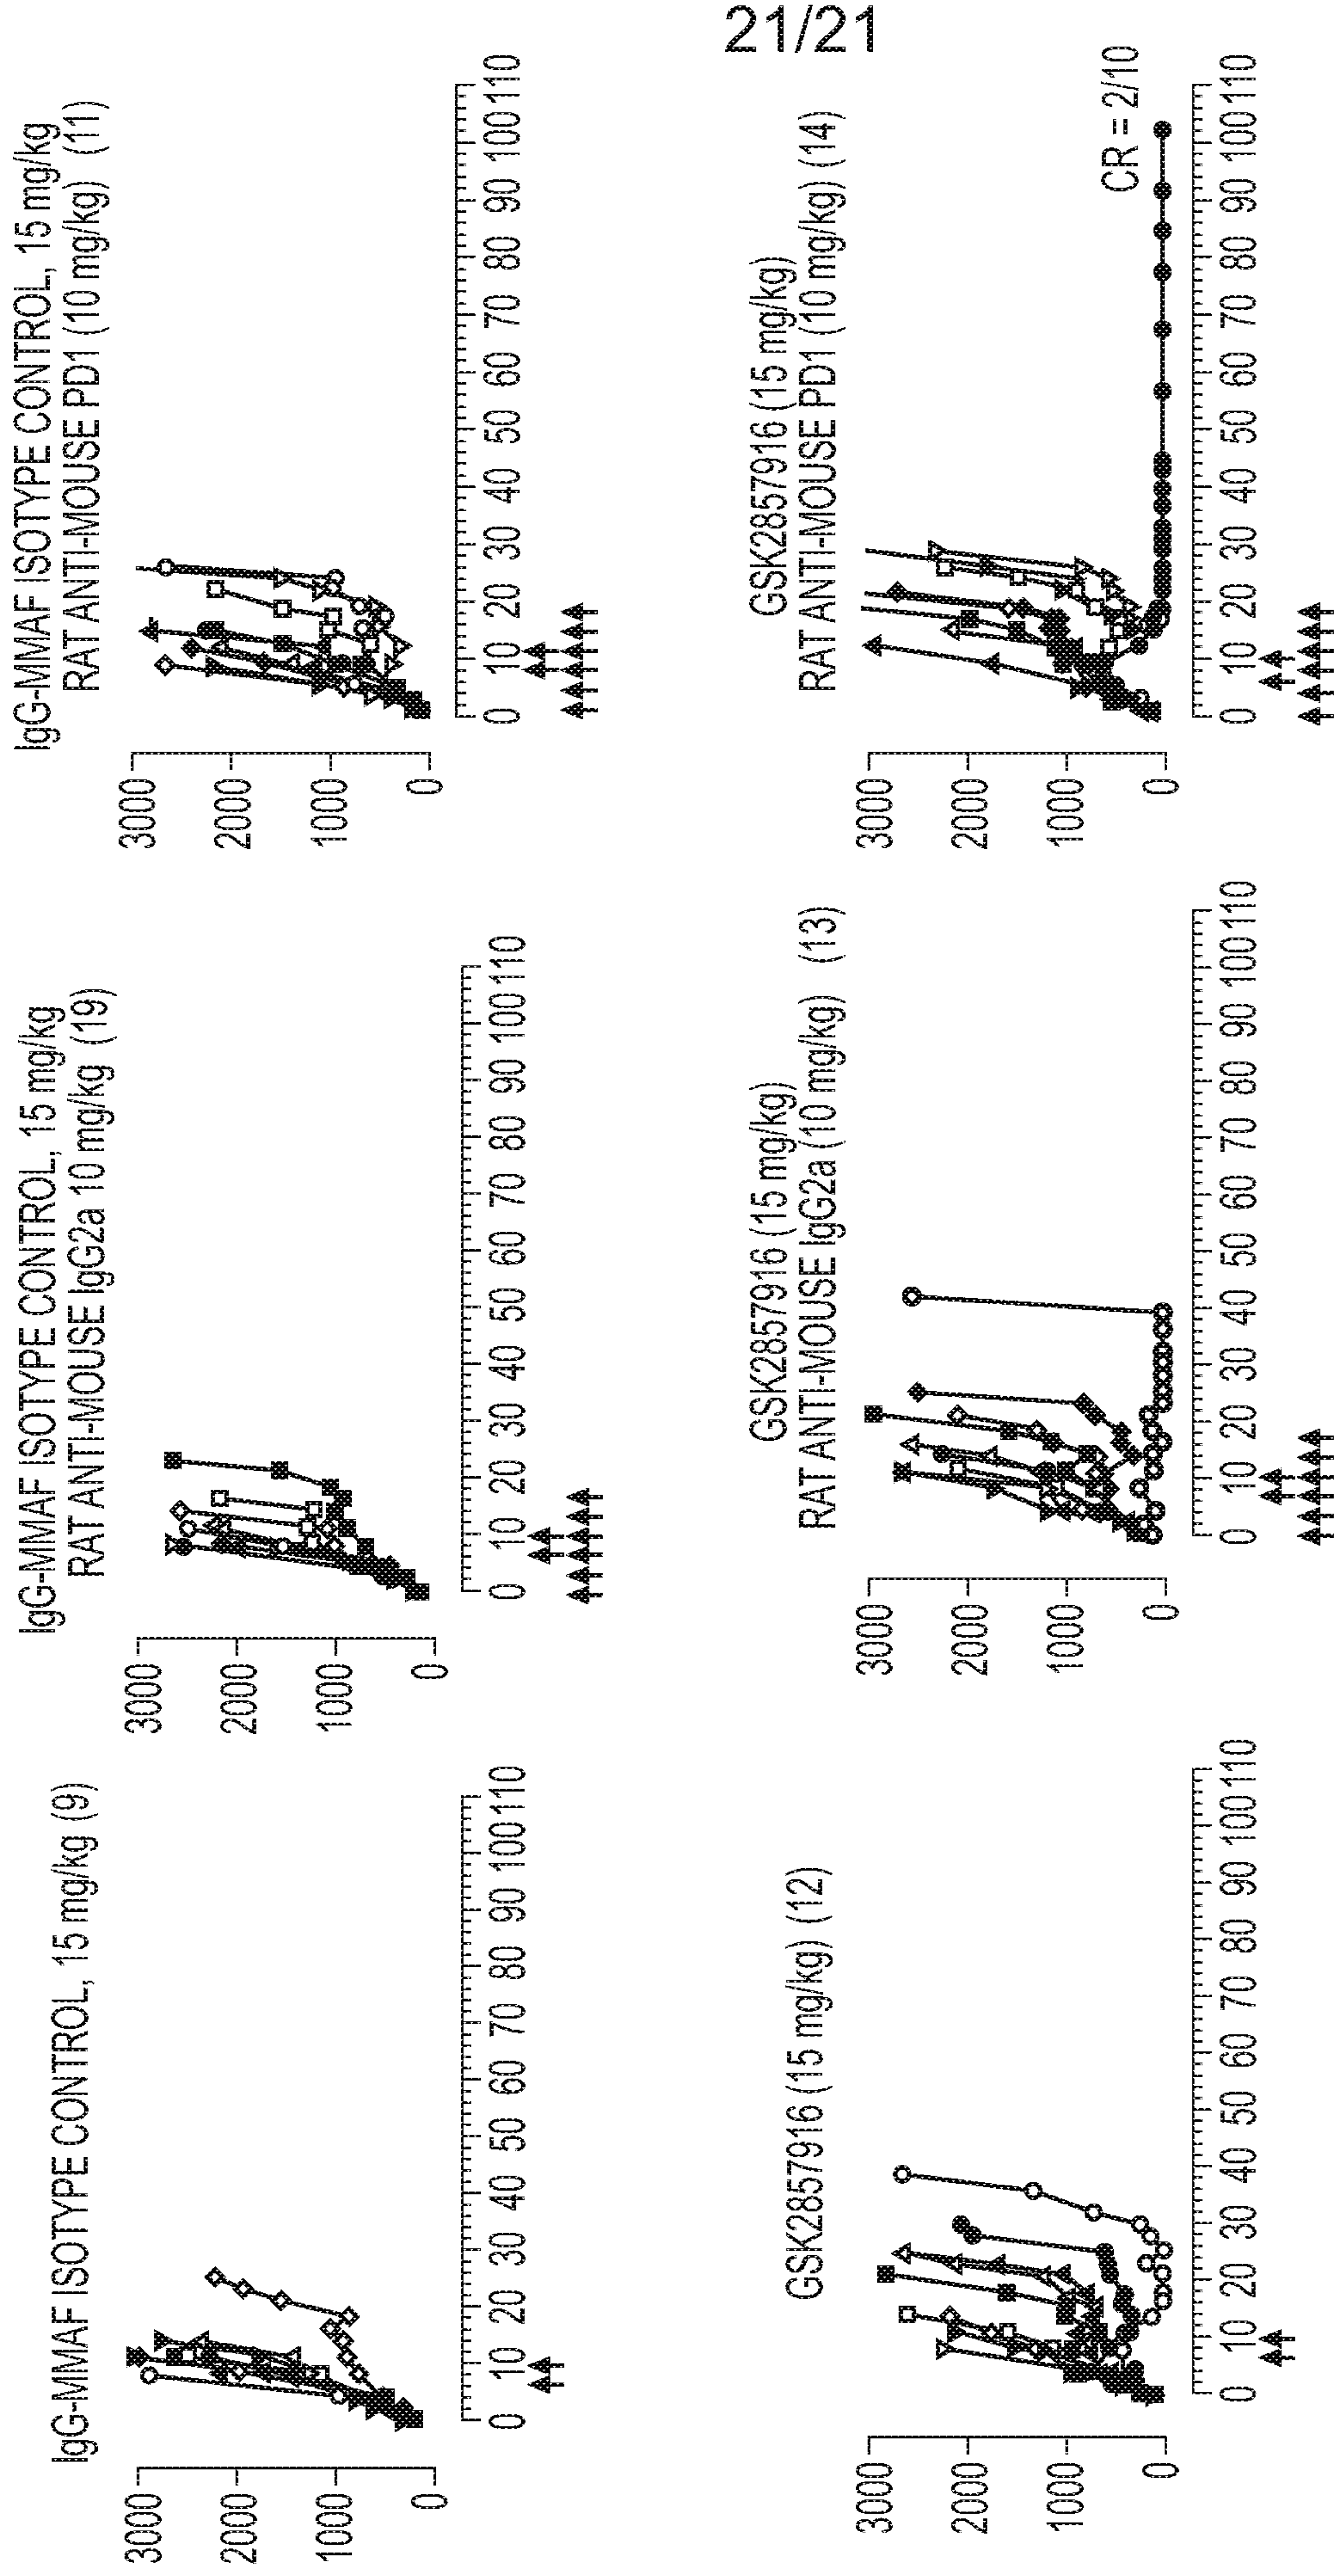 21/21
IgG-MMAF ISOTYPE CONTROL, 15 mg/kg (9)
3000
2000
1000
0
0 10 20 30 40 50 60 70 80 90 100 110
IgG-MMAF ISOTYPE CONTROL, 15 mg/kg
RAT ANTI-MOUSE IgG2a 10 mg/kg (19)
3000
2000
1000
0
0 10 20 30 40 50 60 70 80 90 100 110
IgG-MMAF ISOTYPE CONTROL, 15 mg/kg
RAT ANTI-MOUSE PD1 (10 mg/kg) (11)
3000
2000
1000
0
0 10 20 30 40 50 60 70 80 90 100 110
GSK2857916 (15 mg/kg) (12)
3000
2000
1000
0
0 10 20 30 40 50 60 70 80 90 100 110
GSK2857916 (15 mg/kg)
RAT ANTI-MOUSE IgG2a (10 mg/kg) (13)
3000
2000
1000
0
0 10 20 30 40 50 60 70 80 90 100 110
GSK2857916 (15 mg/kg)
RAT ANTI-MOUSE PD1 (10 mg/kg) (14)
3000
2000
1000
0
CR = 2/10
0 10 20 30 40 50 60 70 80 90 100 110